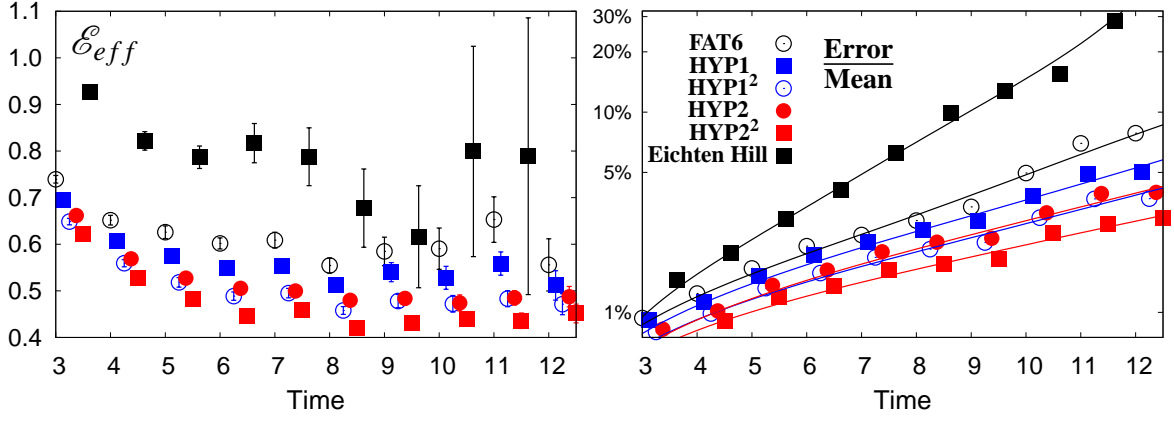 1.1
1.0
0.9
0.8
0.7
0.6
0.5
0.4
ℰeff
3 4 5 6 7 8 9 10 11 12
Time
30%
20%
10%
5%
1%
FAT6
HYP1
HYP1²
HYP2
HYP2²
Eichten Hill
Error
Mean
3 4 5 6 7 8 9 10 11 12
Time